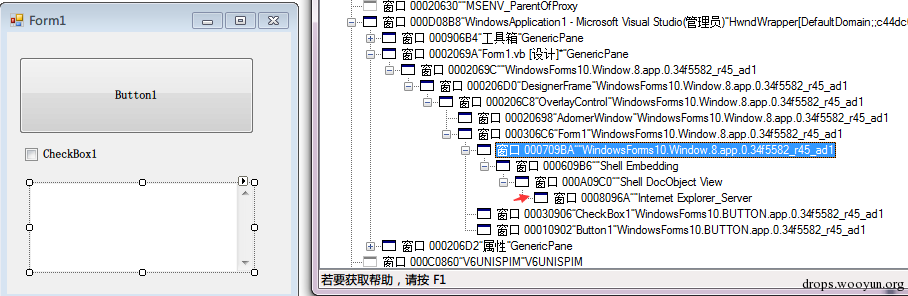 Form1
Button1
CheckBox1
窗口 00020630""MSENV_ParentOfProxy
窗口 000D08B8"WindowsApplication1 - Microsoft Visual Studio(管理员)"HwndWrapper[DefaultDomain;;c44dc
窗口 000906B4"工具箱"GenericPane
窗口 0002069A"Form1.vb [设计]*"GenericPane
窗口 0002069C""WindowsForms10.Window.8.app.0.34f5582_r45_ad1
窗口 000206D0"DesignerFrame"WindowsForms10.Window.8.app.0.34f5582_r45_ad1
窗口 000206C8"OverlayControl"WindowsForms10.Window.8.app.0.34f5582_r45_ad1
窗口 00020698"AdornerWindow"WindowsForms10.Window.8.app.0.34f5582_r45_ad1
窗口 000306C6"Form1"WindowsForms10.Window.8.app.0.34f5582_r45_ad1
窗口 000709BA""WindowsForms10.Window.8.app.0.34f5582_r45_ad1
窗口 000609B6""Shell Embedding
窗口 000A09C0""Shell DocObject View
窗口 0008096A""Internet Explorer_Server
窗口 00030906"CheckBox1"WindowsForms10.BUTTON.app.0.34f5582_r45_ad1
窗口 00010902"Button1"WindowsForms10.BUTTON.app.0.34f5582_r45_ad1
窗口 000206D2"属性"GenericPane
窗口 000C0860"V6UNISPIM"V6UNISPIM
若要获取帮助，请按 F1
drops.wooyun.org